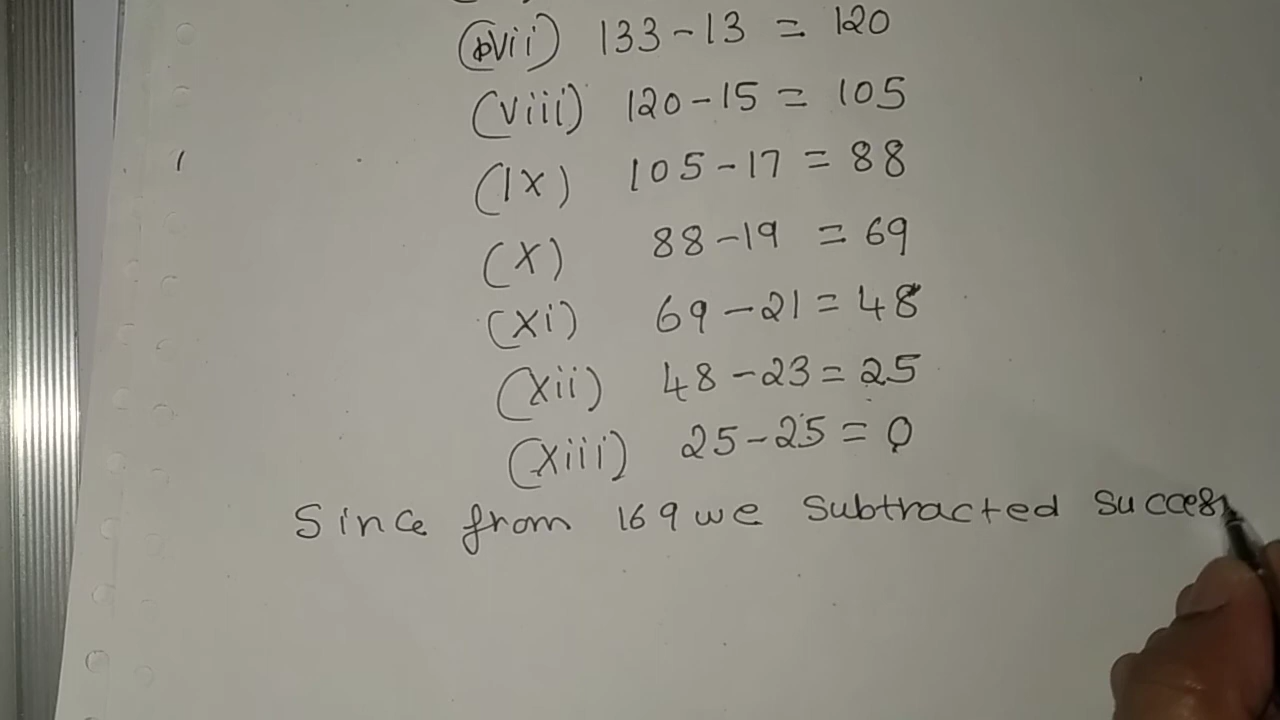 (vii) 133-13 = 120
(viii) 120-15 = 105
(ix) 105-17 = 88
(x) 88-19 = 69
(xi) 69-21 = 48
(xii) 48-23 = 25
(xiii) 25-25 = 0
Since from 169 we subtracted succes